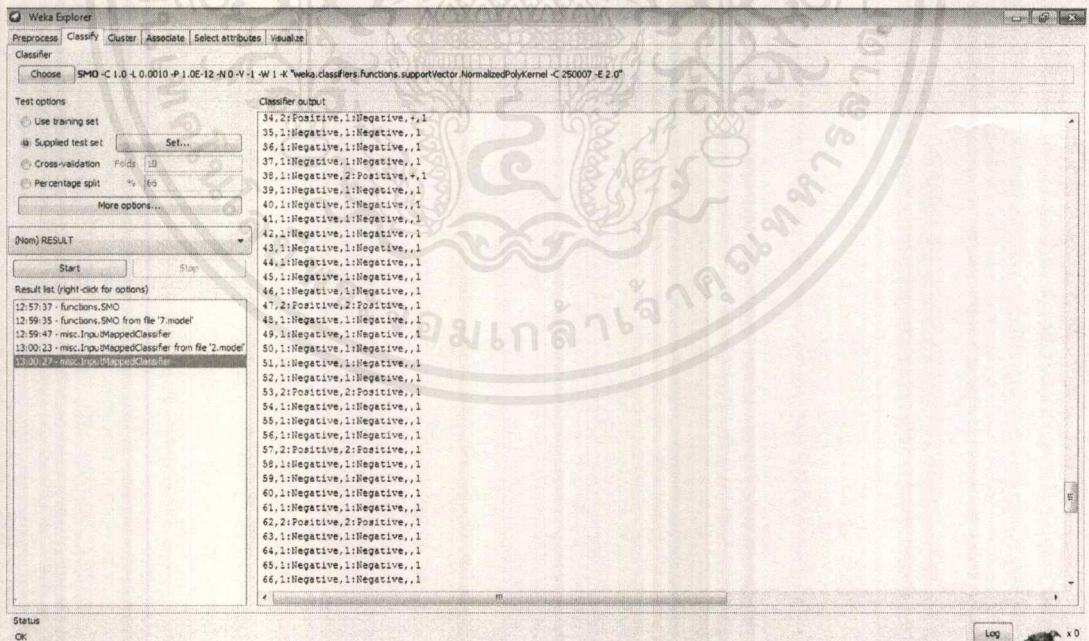 Weka Explorer
Preprocess Classify Cluster Associate Select attributes Visualize
Classifier
Choose SMO -C 1.0 -L 0.0010 -P 1.0E-12 -N 0 -V -1 -W 1 -K "weka.classifiers.functions.supportVector.NormalizedPolyKernel -C 250007 -E 2.0"
Test options
Use training set
Supplied test set Set...
Cross-validation Folds 10
Percentage split % 66
More options...
(Nom) RESULT
Start Stop
Result list (right-click for options)
12:57:37 - functions.SMO
12:59:35 - functions.SMO from file '7.model'
12:59:47 - misc.InputMappedClassifier
13:00:23 - misc.InputMappedClassifier from file '2.model'
13:00:27 - misc.InputMappedClassifier
Classifier output
34,2:Positive,1:Negative,+,1
35,1:Negative,1:Negative,,1
36,1:Negative,1:Negative,,1
37,1:Negative,1:Negative,,1
38,1:Negative,2:Positive,+,1
39,1:Negative,1:Negative,,1
40,1:Negative,1:Negative,,1
41,1:Negative,1:Negative,,1
42,1:Negative,1:Negative,,1
43,1:Negative,1:Negative,,1
44,1:Negative,1:Negative,,1
45,1:Negative,1:Negative,,1
46,1:Negative,1:Negative,,1
47,2:Positive,2:Positive,,1
48,1:Negative,1:Negative,,1
49,1:Negative,1:Negative,,1
50,1:Negative,1:Negative,,1
51,1:Negative,1:Negative,,1
52,1:Negative,1:Negative,,1
53,2:Positive,2:Positive,,1
54,1:Negative,1:Negative,,1
55,1:Negative,1:Negative,,1
56,1:Negative,1:Negative,,1
57,2:Positive,2:Positive,,1
58,1:Negative,1:Negative,,1
59,1:Negative,1:Negative,,1
60,1:Negative,1:Negative,,1
61,1:Negative,1:Negative,,1
62,2:Positive,2:Positive,,1
63,1:Negative,1:Negative,,1
64,1:Negative,1:Negative,,1
65,1:Negative,1:Negative,,1
66,1:Negative,1:Negative,,1
Status
OK
Log x 0